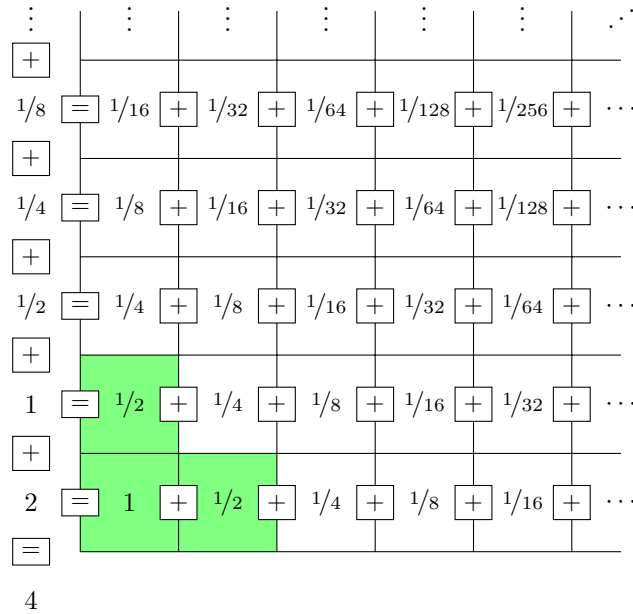 ⋮ ⋮ ⋮ ⋮ ⋮ ⋮ ⋰
+
1/8 = 1/16 + 1/32 + 1/64 + 1/128 + 1/256 + ⋯
+
1/4 = 1/8 + 1/16 + 1/32 + 1/64 + 1/128 + ⋯
+
1/2 = 1/4 + 1/8 + 1/16 + 1/32 + 1/64 + ⋯
+
1 = 1/2 + 1/4 + 1/8 + 1/16 + 1/32 + ⋯
+
2 = 1 + 1/2 + 1/4 + 1/8 + 1/16 + ⋯
=
4